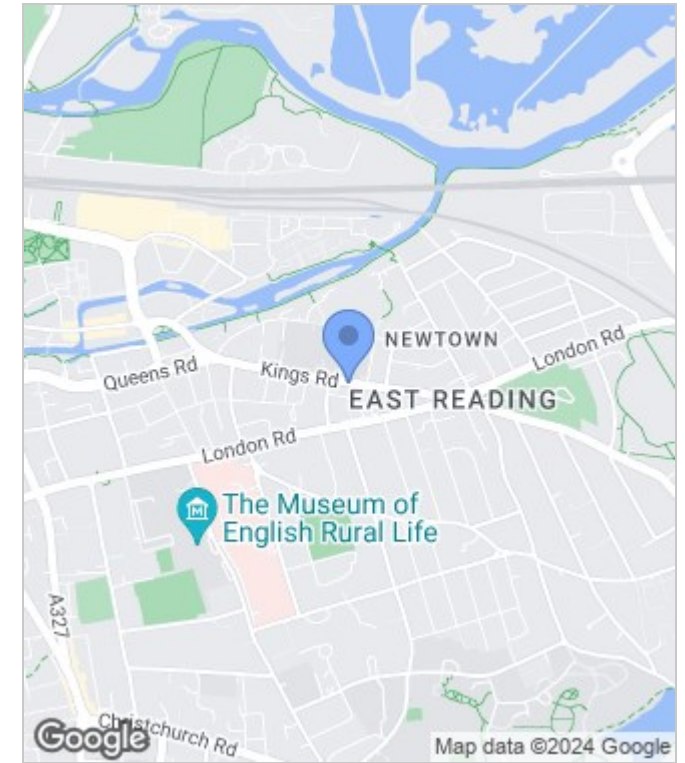 NEWTOWN
London Rd
Queens Rd
Kings Rd
EAST READING
London Rd
The Museum of
English Rural Life
A327
Christchurch Rd
Google
Map data ©2024 Google